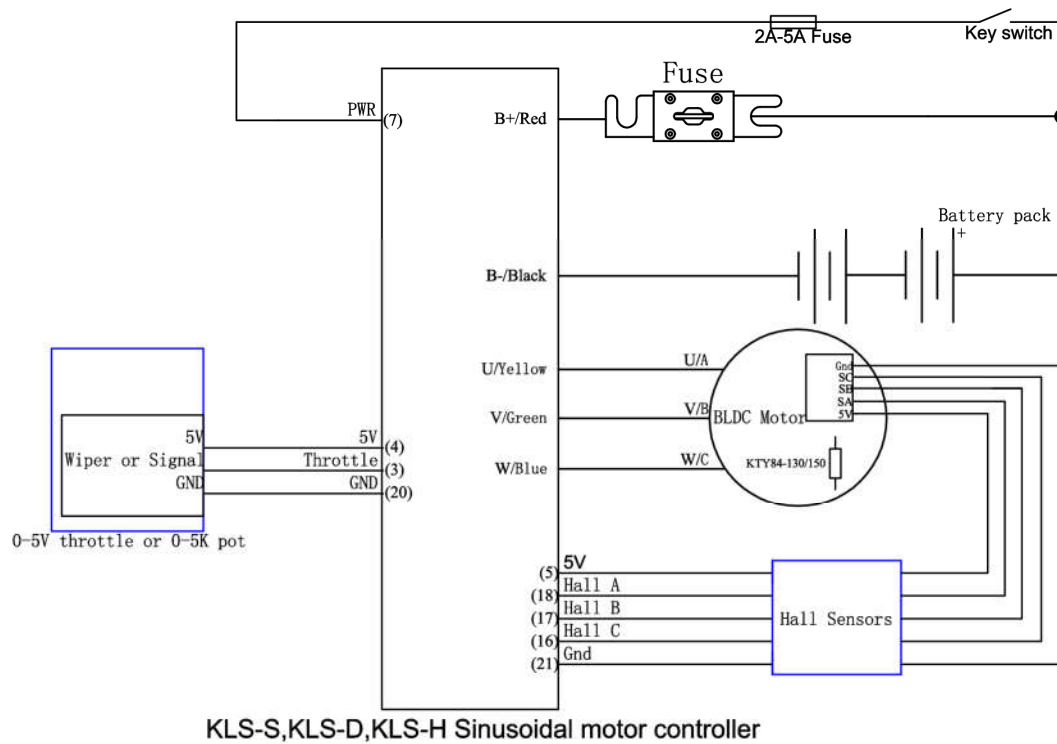 2A-5A Fuse
Key switch
Fuse
PWR
(7)
B+/Red
Battery pack
+
B-/Black
U/Yellow
U/A
Gnd
SC
SB
SA
5V
V/Green
V/B
BLDC Motor
W/Blue
W/C
KTY84-130/150
5V
5V
(4)
Wiper or Signal
Throttle
(3)
GND
GND
(20)
0-5V throttle or 0-5K pot
5V
(5)
Hall A
(18)
Hall B
(17)
Hall Sensors
Hall C
(16)
Gnd
(21)
KLS-S,KLS-D,KLS-H Sinusoidal motor controller